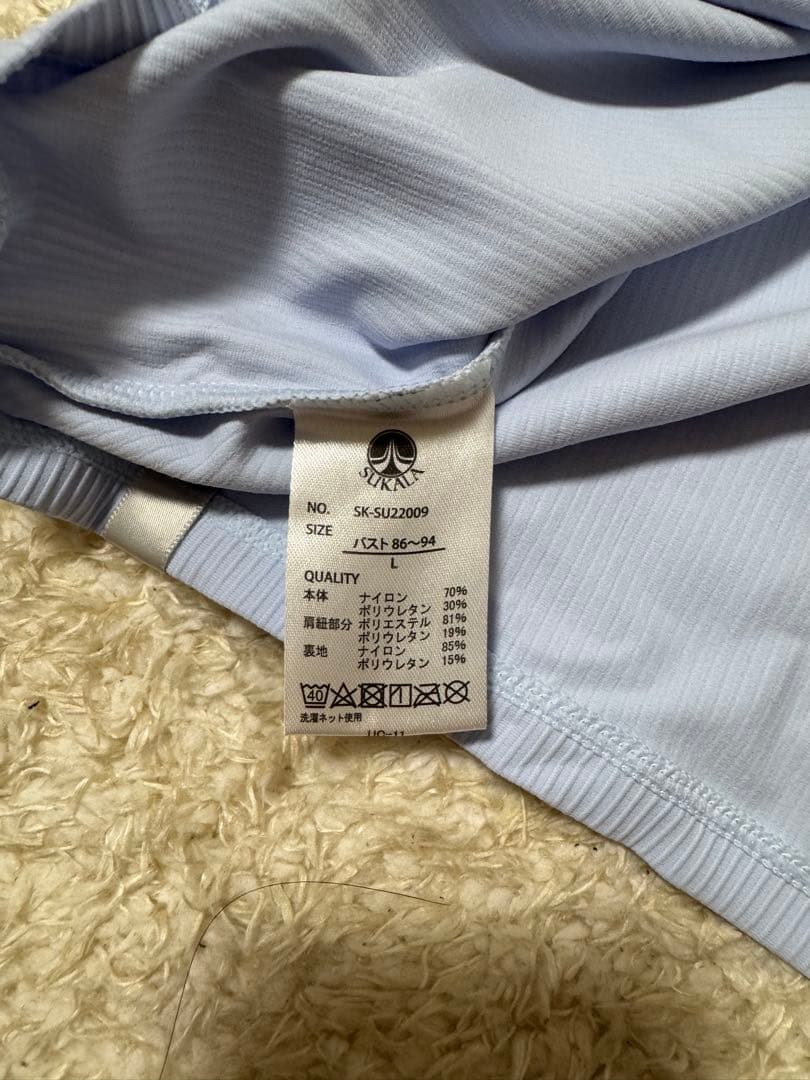 SUKALA
NO. SK-SU22009
SIZE バスト 86〜94
L
QUALITY
本体 ナイロン 70%
ポリウレタン 30%
肩紐部分 ポリエステル 81%
ポリウレタン 19%
裏地 ナイロン 85%
ポリウレタン 15%
40
洗濯ネット使用